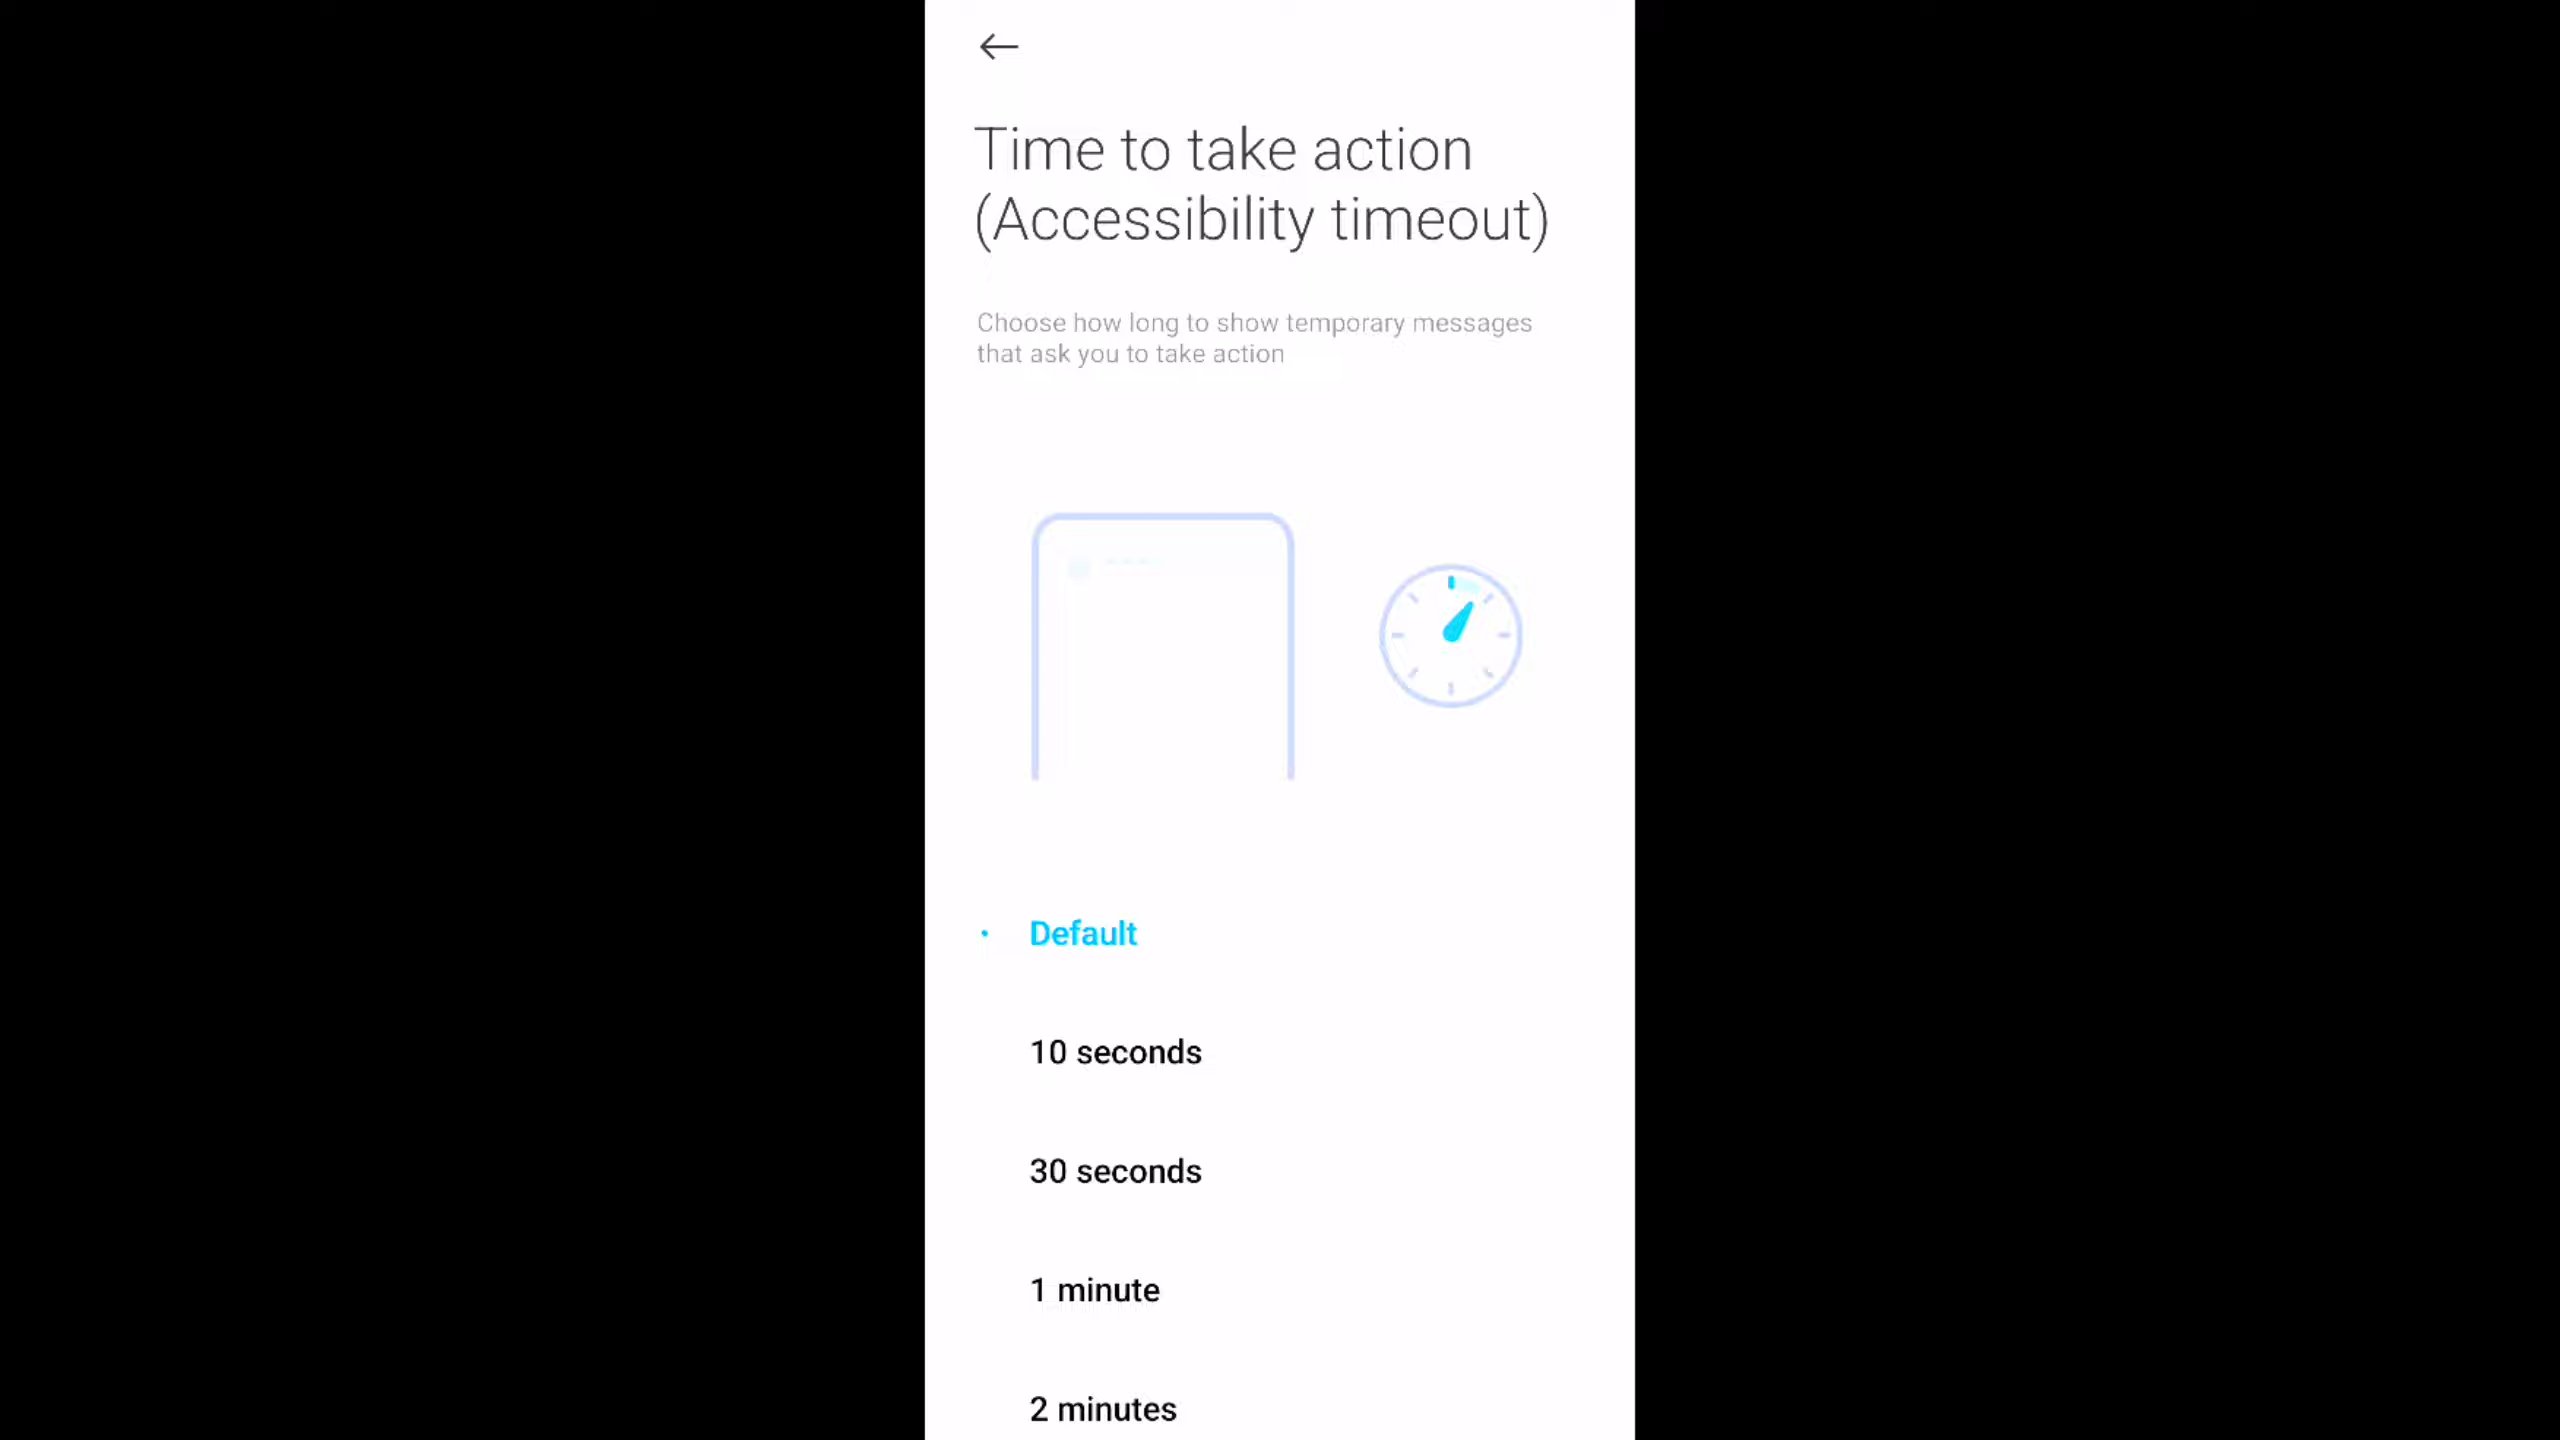 Time to take action
(Accessibility timeout)
Choose how long to show temporary messages
that ask you to take action
Default
10 seconds
30 seconds
1 minute
2 minutes